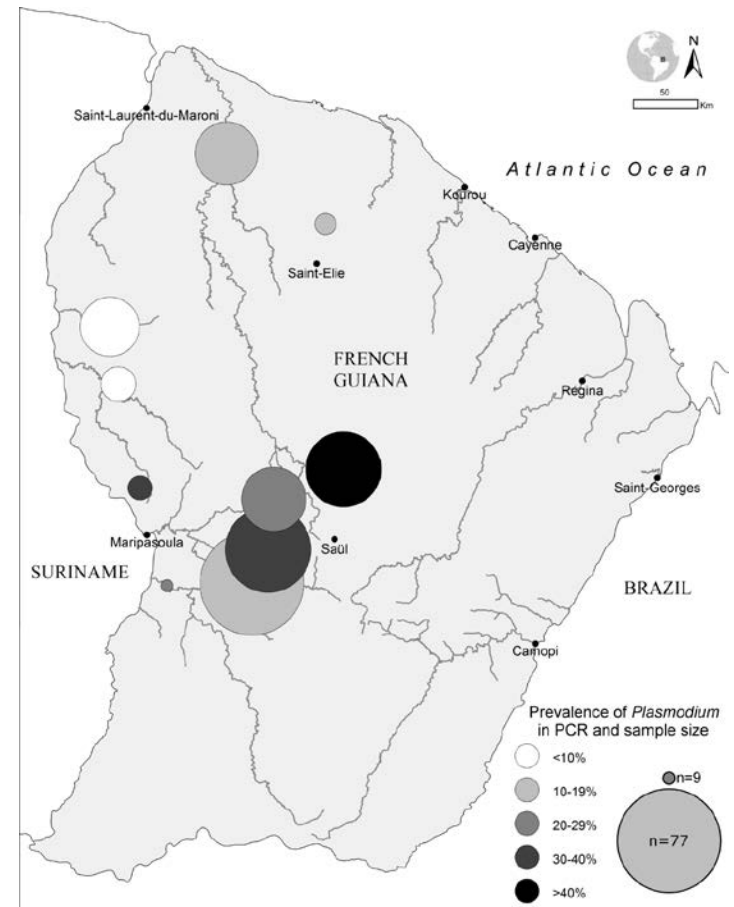 N
50
Km
Saint-Laurent-du-Maroni
Atlantic Ocean
Kourou
Cayenne
Saint-Elie
FRENCH
GUIANA
Régina
Saint-Georges
Maripasoula
Saül
SURINAME
BRAZIL
Camopi
Prevalence of Plasmodium
in PCR and sample size
<10%
n=9
10-19%
20-29%
n=77
30-40%
>40%